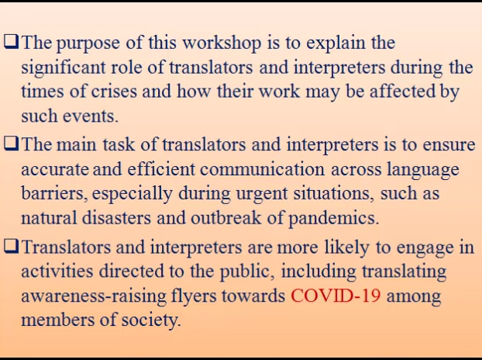 ❑The purpose of this workshop is to explain the
significant role of translators and interpreters during the
times of crises and how their work may be affected by
such events.
❑The main task of translators and interpreters is to ensure
accurate and efficient communication across language
barriers, especially during urgent situations, such as
natural disasters and outbreak of pandemics.
❑Translators and interpreters are more likely to engage in
activities directed to the public, including translating
awareness-raising flyers towards COVID-19 among
members of society.